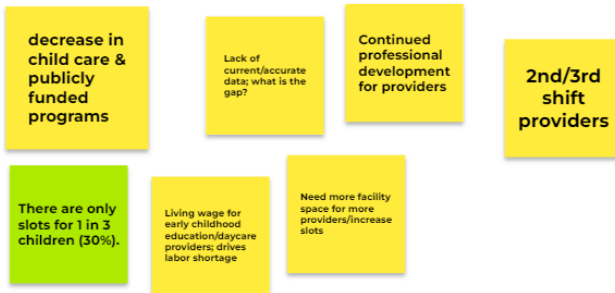 decrease in
child care &
publicly
funded
programs
Lack of
current/accurate
data; what is the
gap?
Continued
professional
development
for providers
2nd/3rd
shift
providers
There are only
slots for 1 in 3
children (30%).
Living wage for
early childhood
education/daycare
providers; drives
labor shortage
Need more facility
space for more
providers/increase
slots